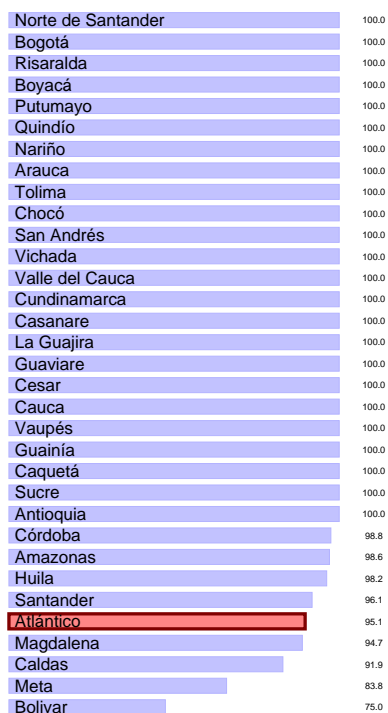 Norte de Santander 100.0
Bogotá 100.0
Risaralda 100.0
Boyacá 100.0
Putumayo 100.0
Quindío 100.0
Nariño 100.0
Arauca 100.0
Tolima 100.0
Chocó 100.0
San Andrés 100.0
Vichada 100.0
Valle del Cauca 100.0
Cundinamarca 100.0
Casanare 100.0
La Guajira 100.0
Guaviare 100.0
Cesar 100.0
Cauca 100.0
Vaupés 100.0
Guainía 100.0
Caquetá 100.0
Sucre 100.0
Antioquia 100.0
Córdoba 98.8
Amazonas 98.6
Huila 98.2
Santander 96.1
Atlántico 95.1
Magdalena 94.7
Caldas 91.9
Meta 83.8
Bolivar 75.0